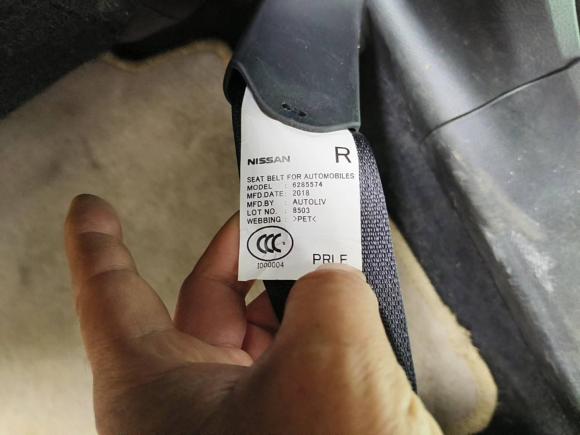 NISSAN R
SEAT BELT FOR AUTOMOBILES
MODEL : 6285574
MFD.DATE: 2018
MFD.BY : AUTOLIV
LOT NO. : 8503
WEBBING : >PET<
CCC S
1000004
PRLE